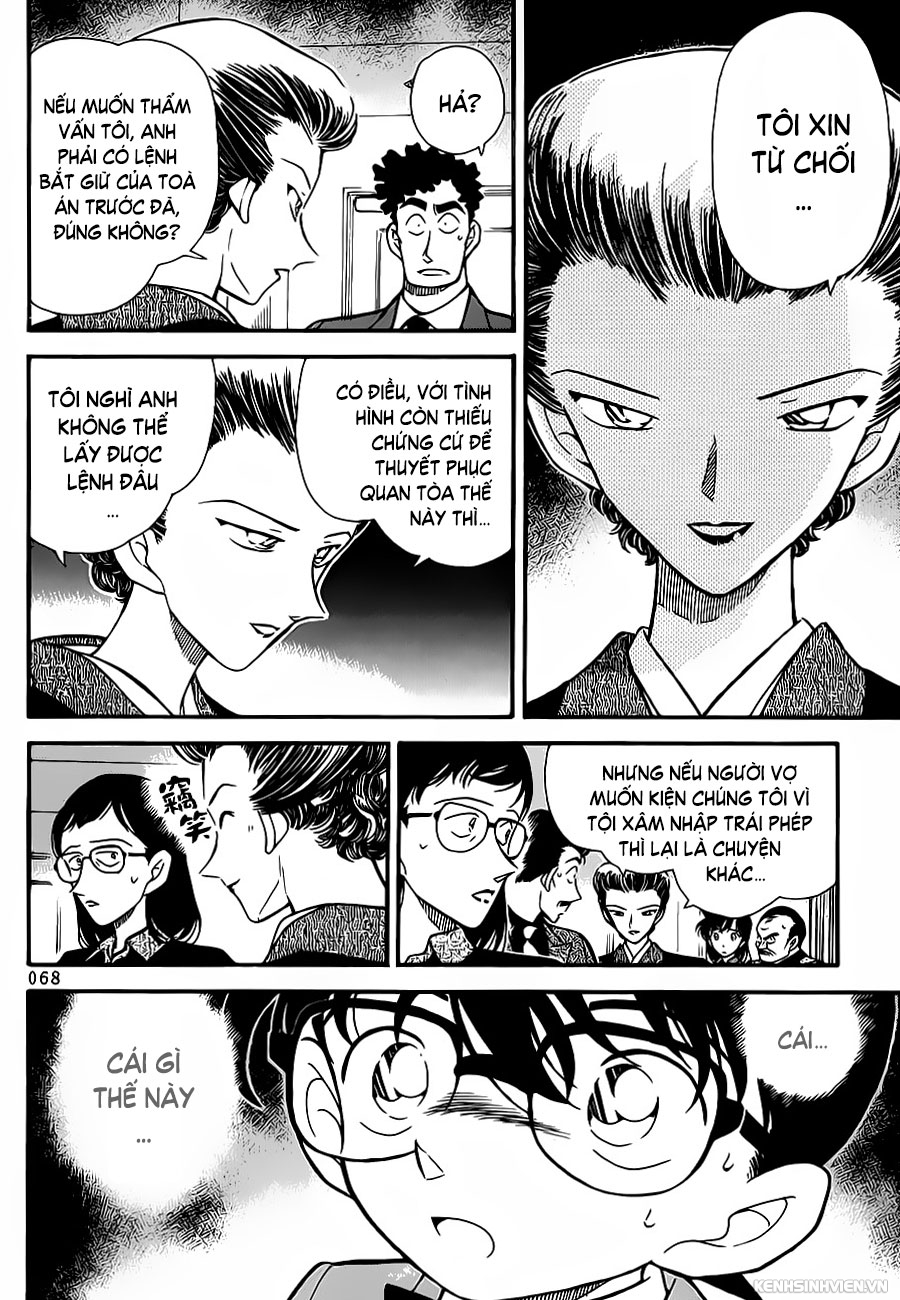 TÔI XIN
TỪ CHỐI
...
HẢ?
NẾU MUỐN THẨM
VẤN TÔI, ANH
PHẢI CÓ LỆNH
BẮT GIỮ CỦA TOÀ
ÁN TRƯỚC ĐÃ,
ĐÚNG KHÔNG?
CÓ ĐIỀU, VỚI TÌNH
HÌNH CÒN THIẾU
CHỨNG CỨ ĐỂ
THUYẾT PHỤC
QUAN TÒA THẾ
NÀY THÌ...
TÔI NGHĨ ANH
KHÔNG THỂ
LẤY ĐƯỢC
LỆNH ĐÂU
...
NHƯNG NẾU NGƯỜI VỢ
MUỐN KIỆN CHÚNG TÔI VÌ
TỘI XÂM NHẬP TRÁI PHÉP
THÌ LẠI LÀ CHUYỆN
KHÁC...
窃笑
068
CÁI...
CÁI GÌ
THẾ NÀY
...
KENHSINHVIEN.VN